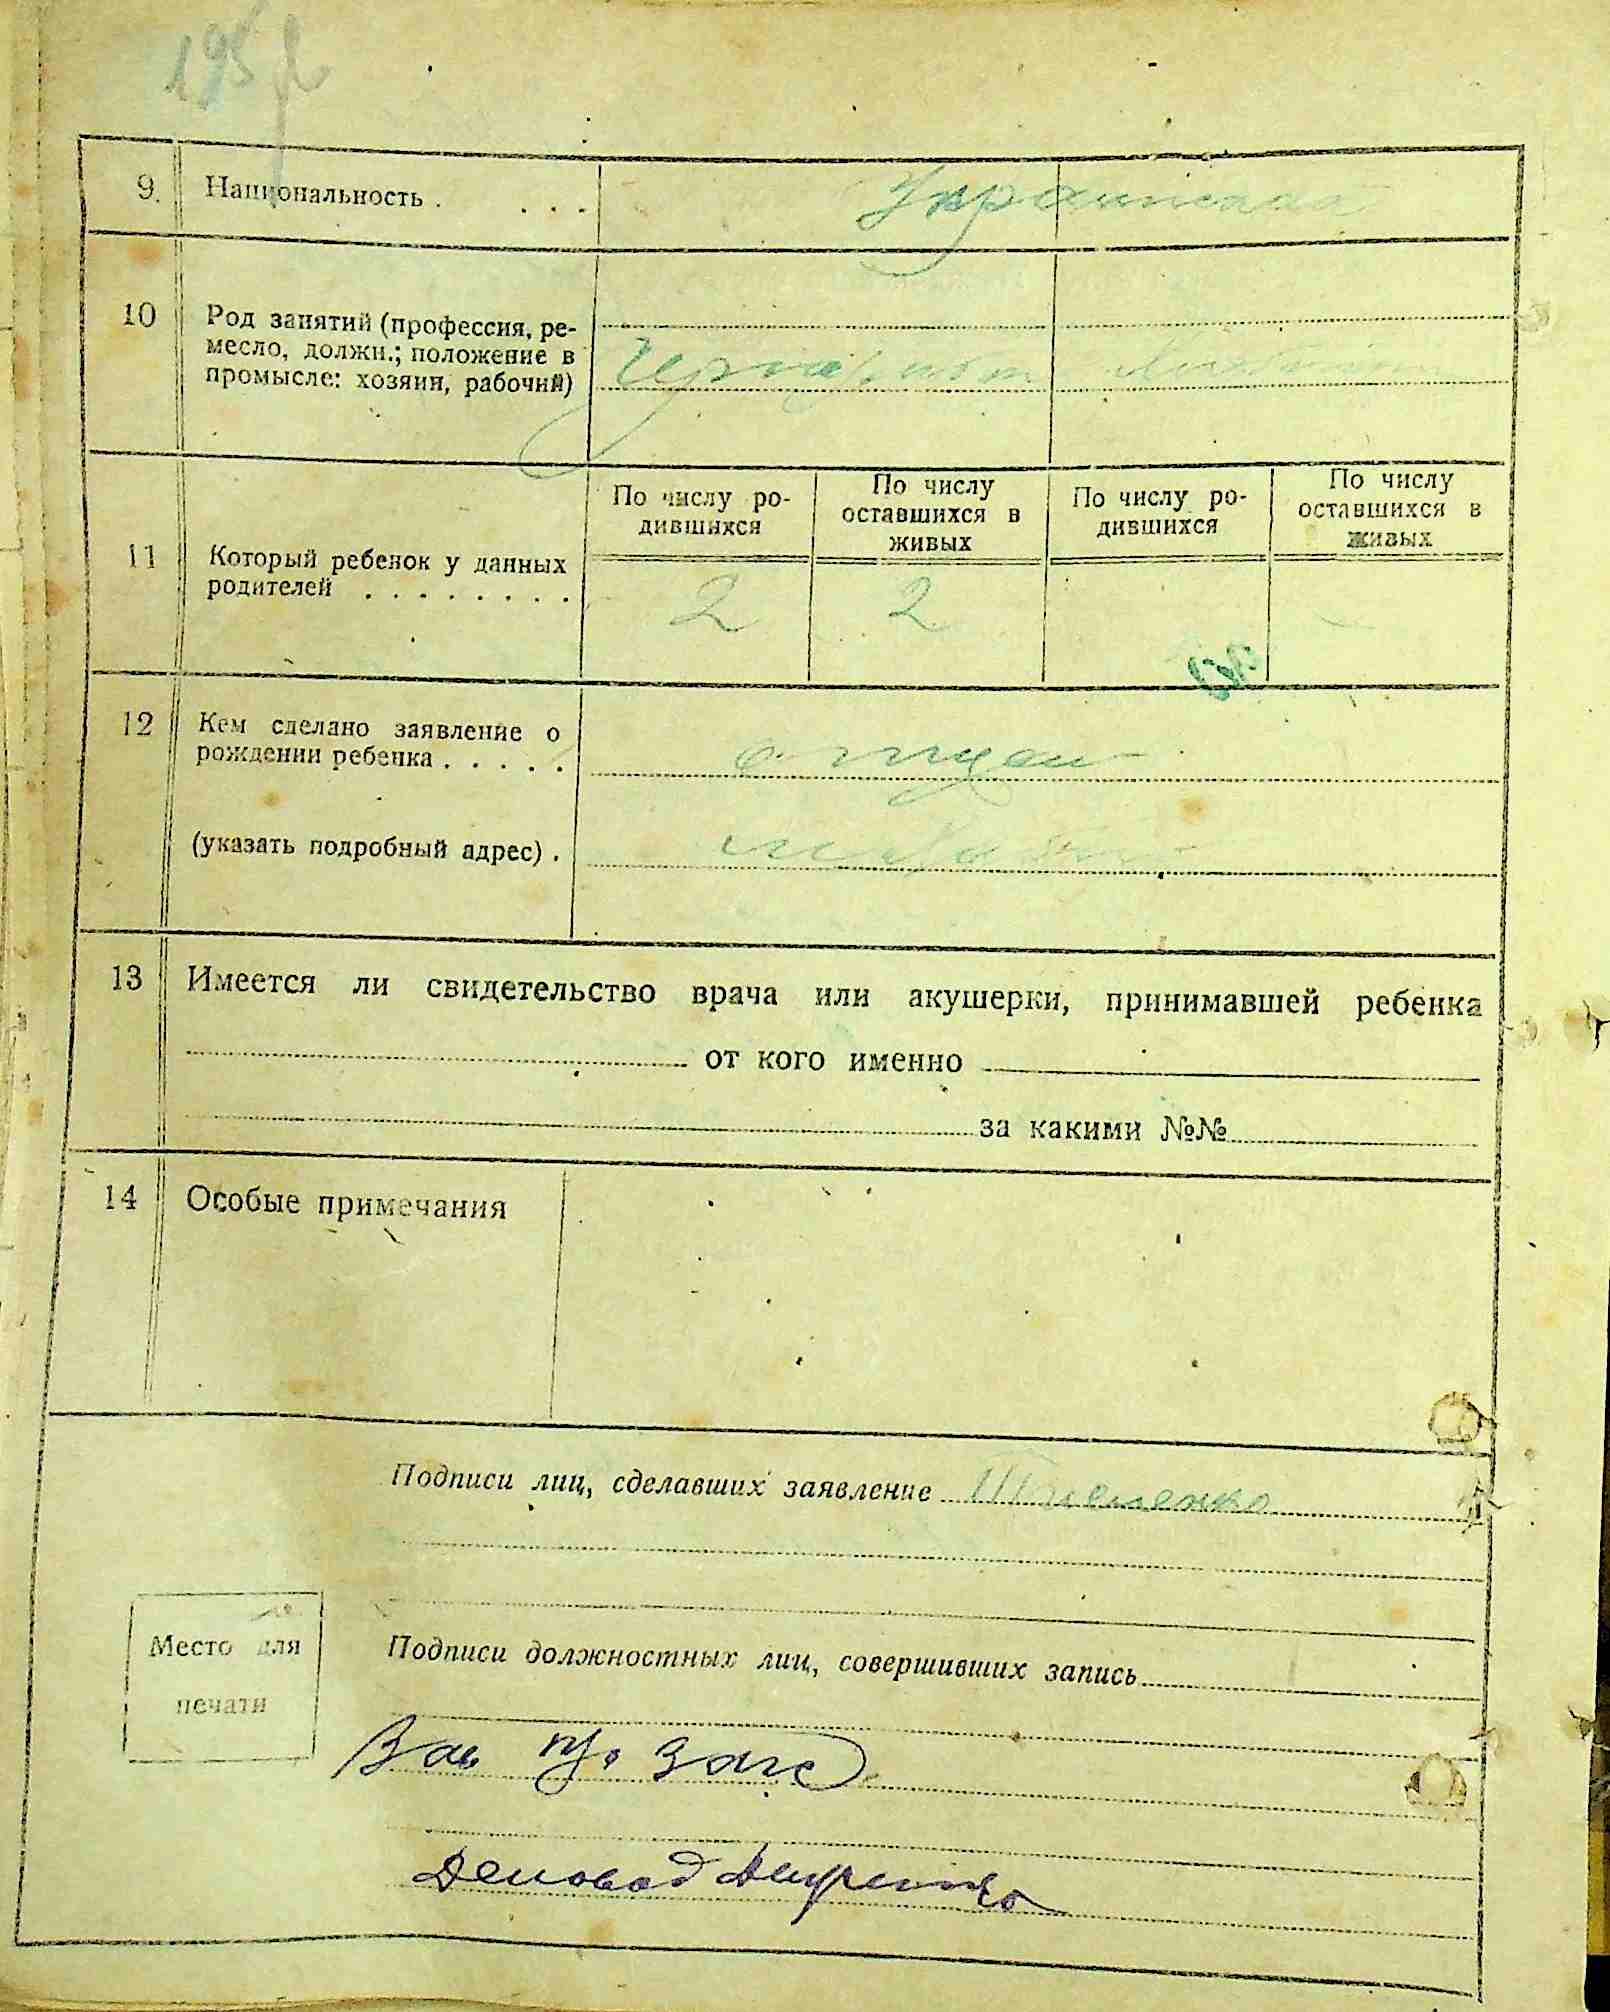 9. Национальность . . . .
Украинская
10 Род занятий (профессия, ре-
месло, должн.; положение в
промысле: хозяин, рабочий)
11 Который ребенок у данных
родителей . . . . . . . .
По числу ро-
дившихся
По числу
оставшихся в
живых
По числу ро-
дившихся
По числу
оставшихся в
живых
2 2
12 Кем сделано заявление о
рождении ребенка . . . . .
отцем
(указать подробный адрес) .
13 Имеется ли свидетельство врача или акушерки, принимавшей ребенка
от кого именно
за какими №№
14 Особые примечания
Подписи лиц, сделавших заявление
Место для
печати
Подписи должностных лиц, совершивших запись
Зав загс
Деловод